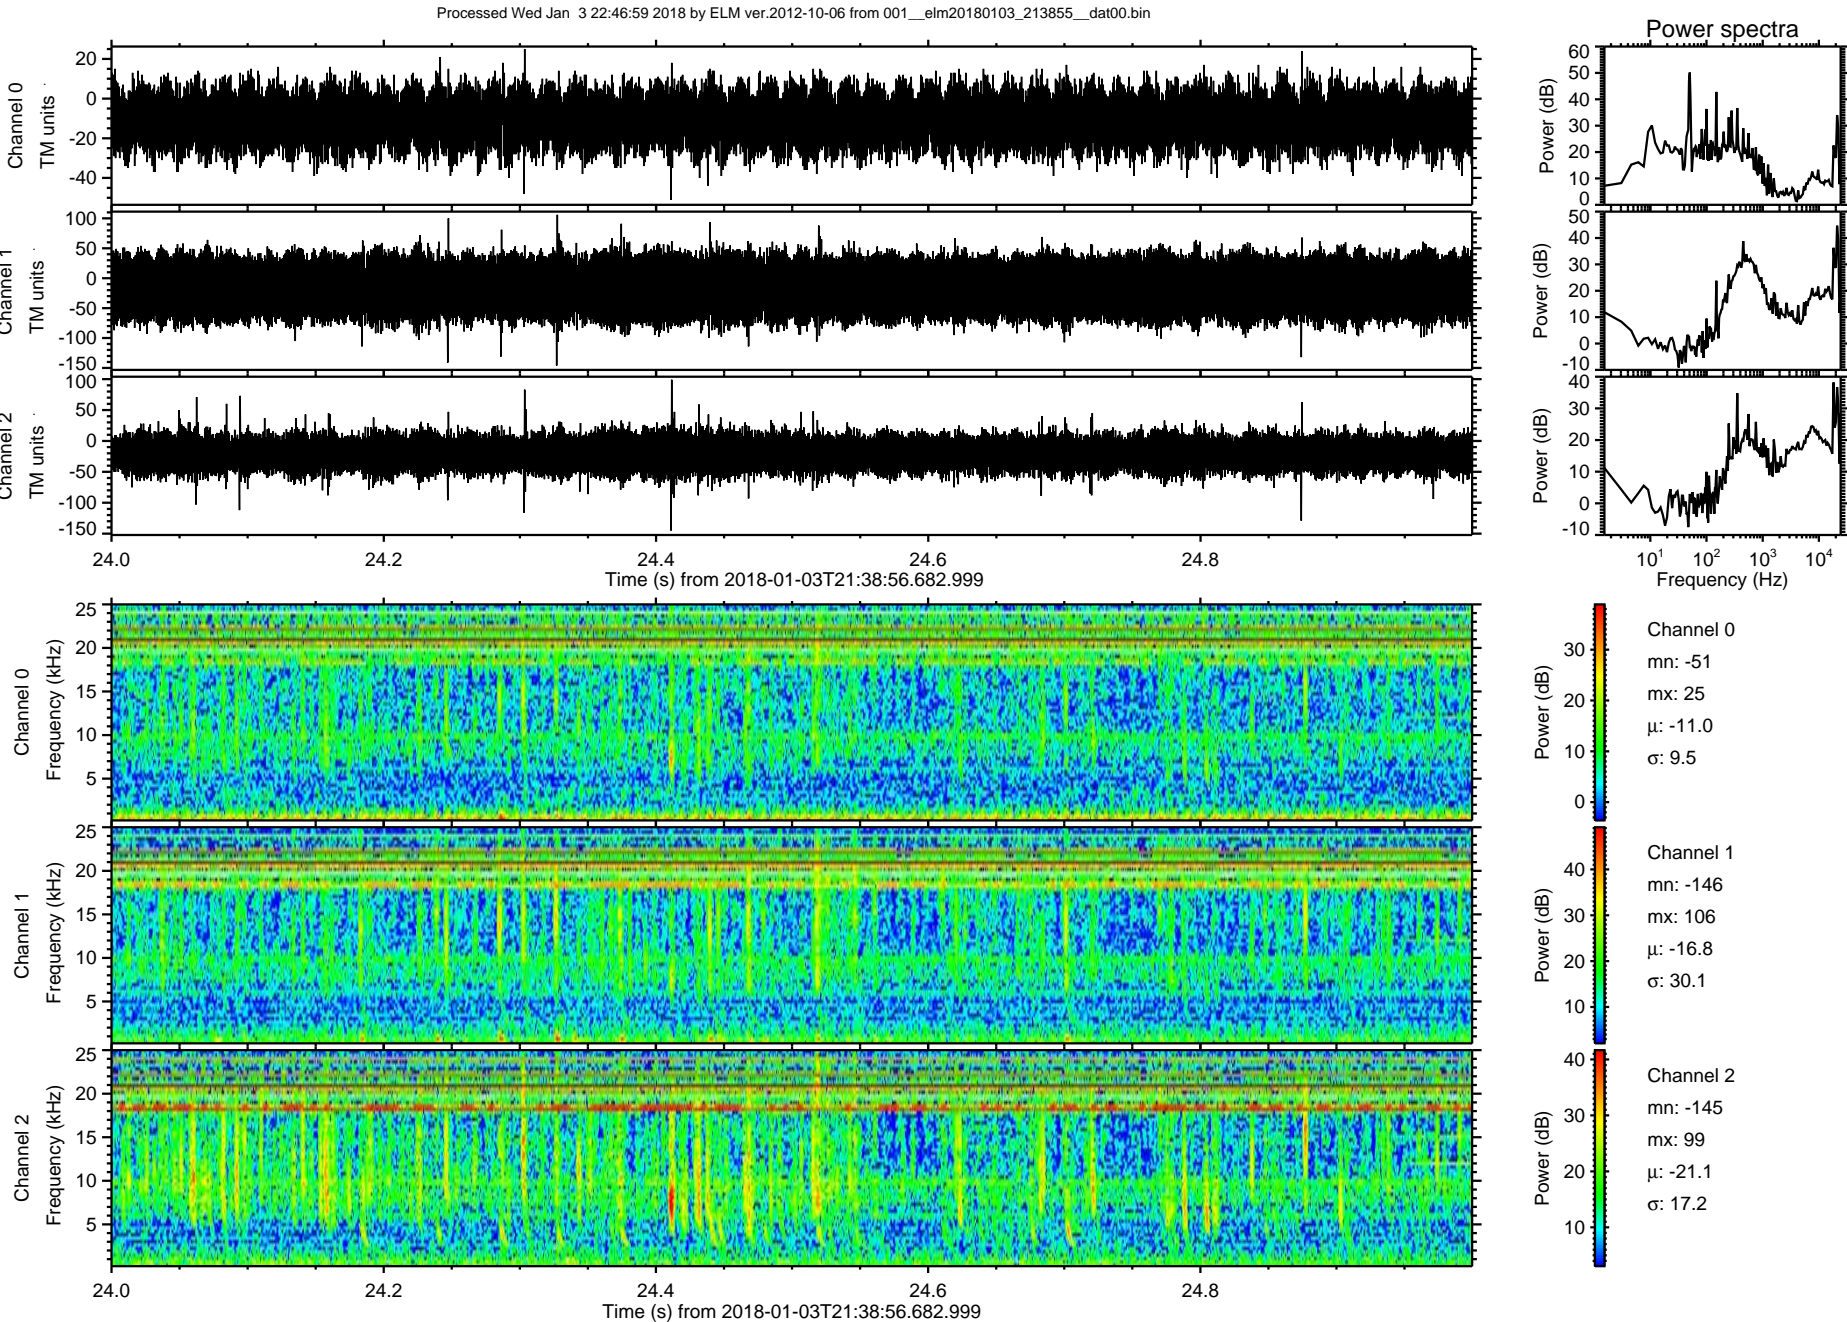 Processed Wed Jan  3 22:46:59 2018 by ELM ver.2012-10-06 from 001__elm20180103_213855__dat00.bin
Power spectra
Channel 0
TM units
20
0
-20
-40
Power (dB)
60
50
40
30
20
10
0
Channel 1
TM units
100
50
0
-50
-100
-150
Power (dB)
50
40
30
20
10
0
-10
Channel 2
TM units
100
50
0
-50
-100
-150
Power (dB)
40
30
20
10
0
-10
24.0 24.2 24.4 24.6 24.8
Time (s) from 2018-01-03T21:38:56.682.999
10¹ 10² 10³ 10⁴
Frequency (Hz)
Channel 0
Frequency (kHz)
25
20
15
10
5
Power (dB)
30
20
10
0
Channel 0
mn: -51
mx: 25
μ: -11.0
σ: 9.5
Channel 1
Frequency (kHz)
25
20
15
10
5
Power (dB)
40
30
20
10
Channel 1
mn: -146
mx: 106
μ: -16.8
σ: 30.1
Channel 2
Frequency (kHz)
25
20
15
10
5
Power (dB)
40
30
20
10
Channel 2
mn: -145
mx: 99
μ: -21.1
σ: 17.2
24.0 24.2 24.4 24.6 24.8
Time (s) from 2018-01-03T21:38:56.682.999